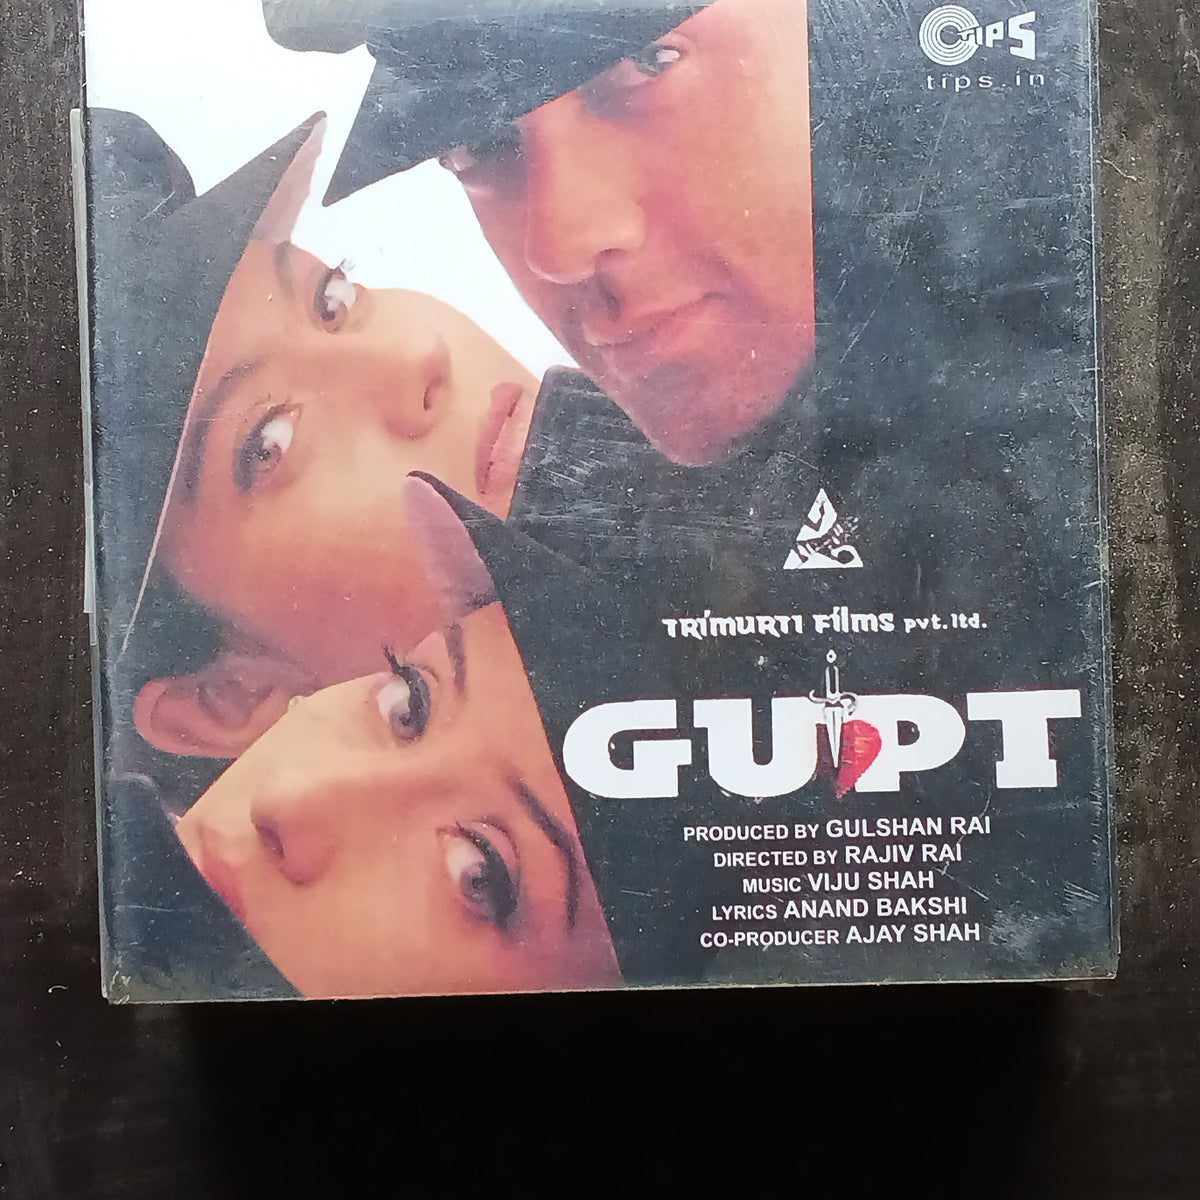 TIPS
tips.in
TRIMURTI FILMS pvt.ltd.
GUPT
PRODUCED BY GULSHAN RAI
DIRECTED BY RAJIV RAI
MUSIC VIJU SHAH
LYRICS ANAND BAKSHI
CO-PRODUCER AJAY SHAH